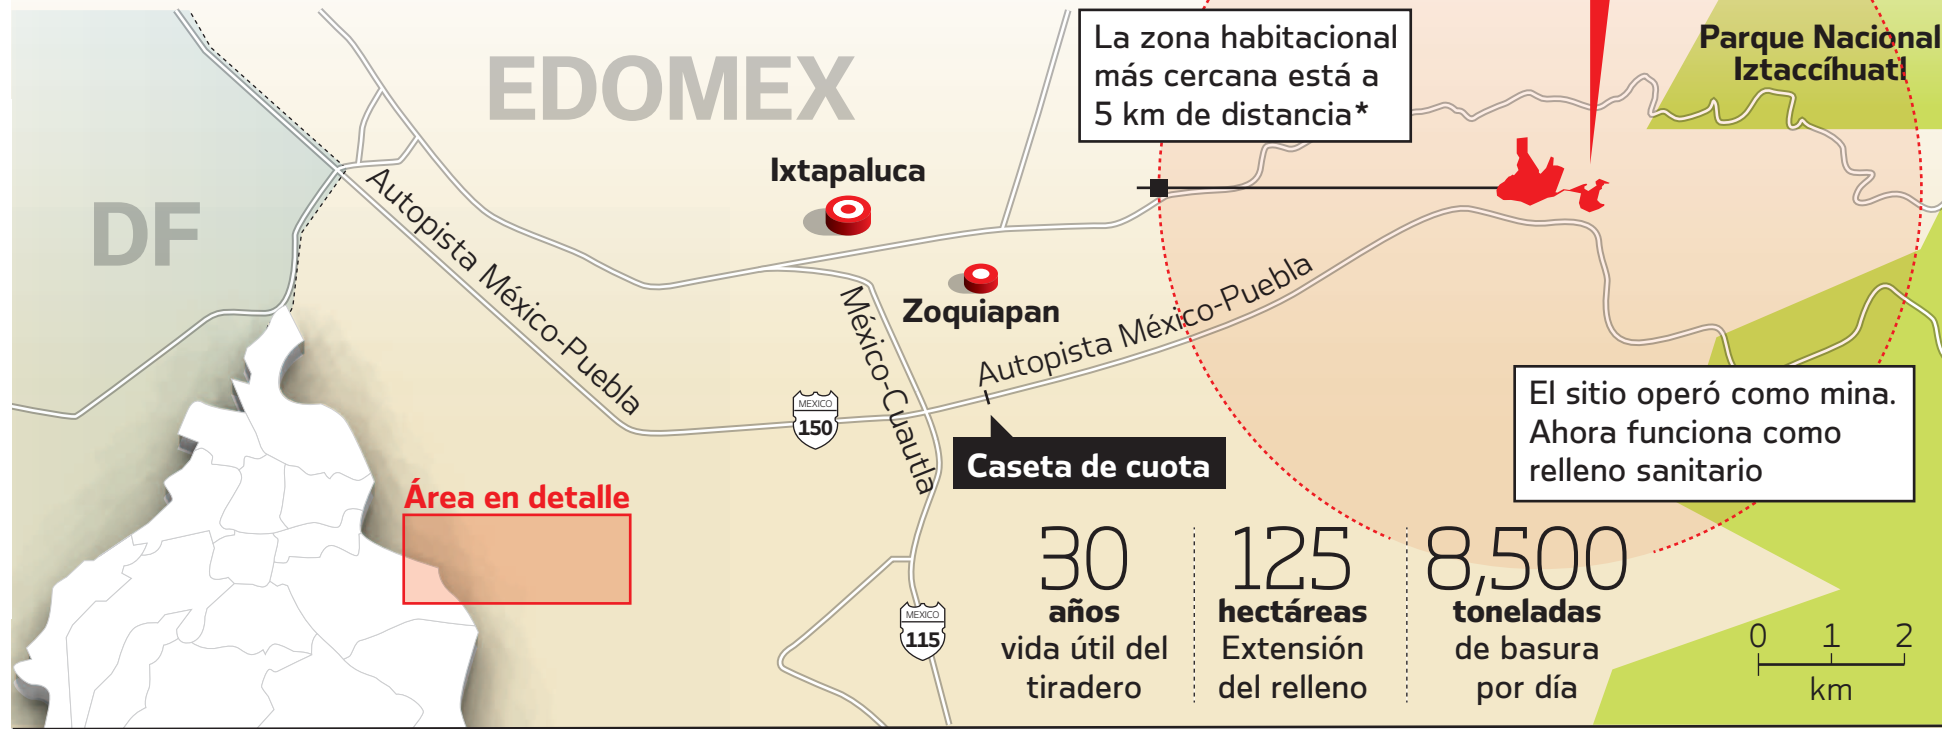 EDOMEX
DF
La zona habitacional
más cercana está a
5 km de distancia*
Parque Nacional
Iztaccíhuatl
Ixtapaluca
Zoquiapan
Autopista México-Puebla
México-Cuautla
Autopista México-Puebla
MEXICO
150
Caseta de cuota
El sitio operó como mina.
Ahora funciona como
relleno sanitario
Área en detalle
MEXICO
115
30
años
vida útil del
tiradero
125
hectáreas
Extensión
del relleno
8,500
toneladas
de basura
por día
0 1 2
km